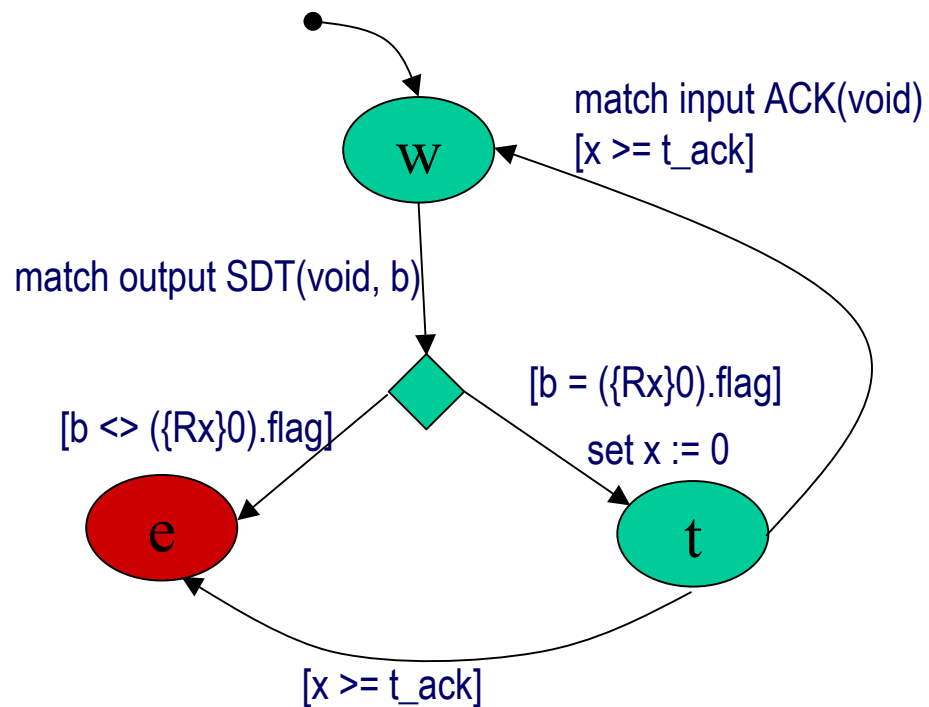 match input ACK(void)
[x >= t_ack]
w
match output SDT(void, b)
[b = ({Rx}0).flag]
[b <> ({Rx}0).flag]
set x := 0
e
t
[x >= t_ack]